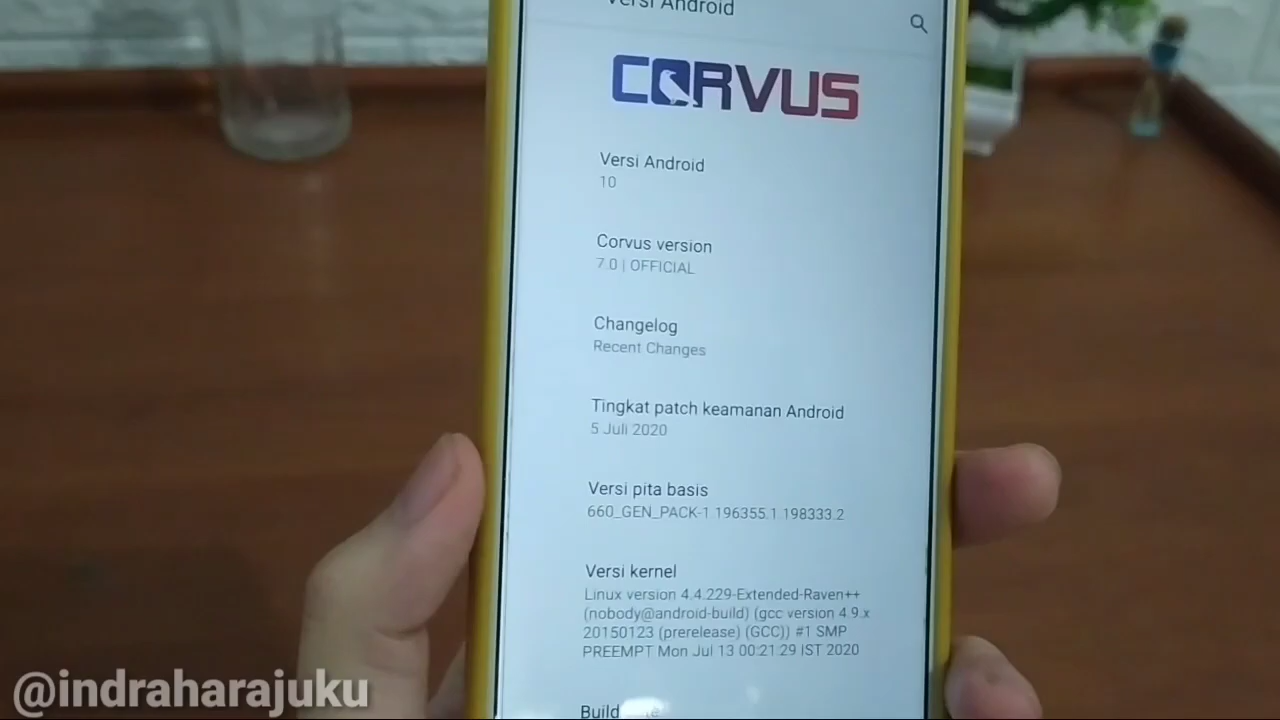 Versi Android
CORVUS
Versi Android
10
Corvus version
7.0 | OFFICIAL
Changelog
Recent Changes
Tingkat patch keamanan Android
5 Juli 2020
Versi pita basis
660_GEN_PACK-1.196355.1.198333.2
Versi kernel
Linux version 4.4.229-Extended-Raven++
(nobody@android-build) (gcc version 4.9.x
20150123 (prerelease) (GCC)) #1 SMP
PREEMPT Mon Jul 13 00:21:29 IST 2020
Build
@indraharajuku